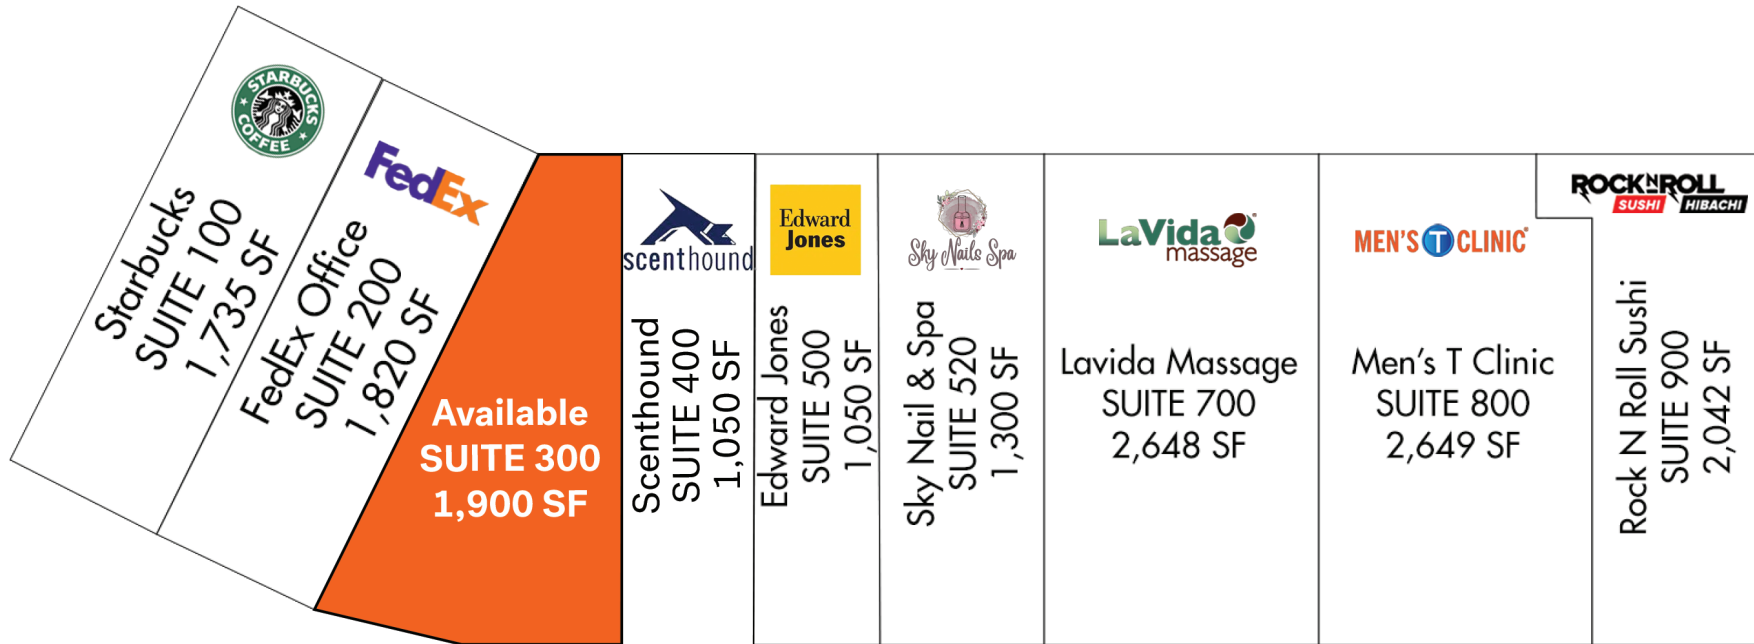 STARBUCKS
COFFEE
Starbucks
SUITE 100
1,735 SF
FedEx
FedEx Office
SUITE 200
1,820 SF
Available
SUITE 300
1,900 SF
scenthound
Scenthound
SUITE 400
1,050 SF
Edward
Jones
Edward Jones
SUITE 500
1,050 SF
Sky Nails Spa
Sky Nail & Spa
SUITE 520
1,300 SF
LaVida
massage
Lavida Massage
SUITE 700
2,648 SF
MEN'S T CLINIC
Men's T Clinic
SUITE 800
2,649 SF
ROCK N ROLL
SUSHI HIBACHI
Rock N Roll Sushi
SUITE 900
2,042 SF